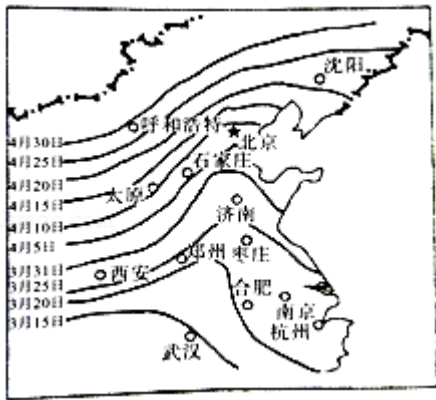 沈阳
呼和浩特
4月30日
北京
4月25日
石家庄
4月20日
太原
4月15日
济南
4月10日
4月5日
郑州
枣庄
3月31日
西安
3月25日
合肥
3月20日
南京
3月15日
杭州
武汉